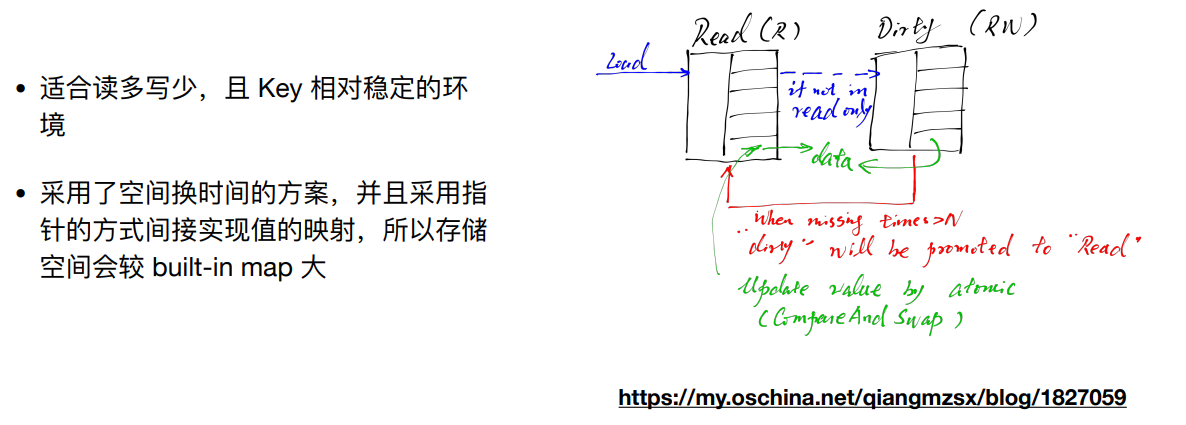 • 适合读多写少，且 Key 相对稳定的环
境
• 采用了空间换时间的方案，并且采用指
针的方式间接实现值的映射，所以存储
空间会较 built-in map 大
Read (R)
Dirty (RW)
Load
if not in
read only
data
when missing times>N
"dirty" will be promoted to "Read"
Update value by atomic
(CompareAndSwap)
https://my.oschina.net/qiangmzsx/blog/1827059